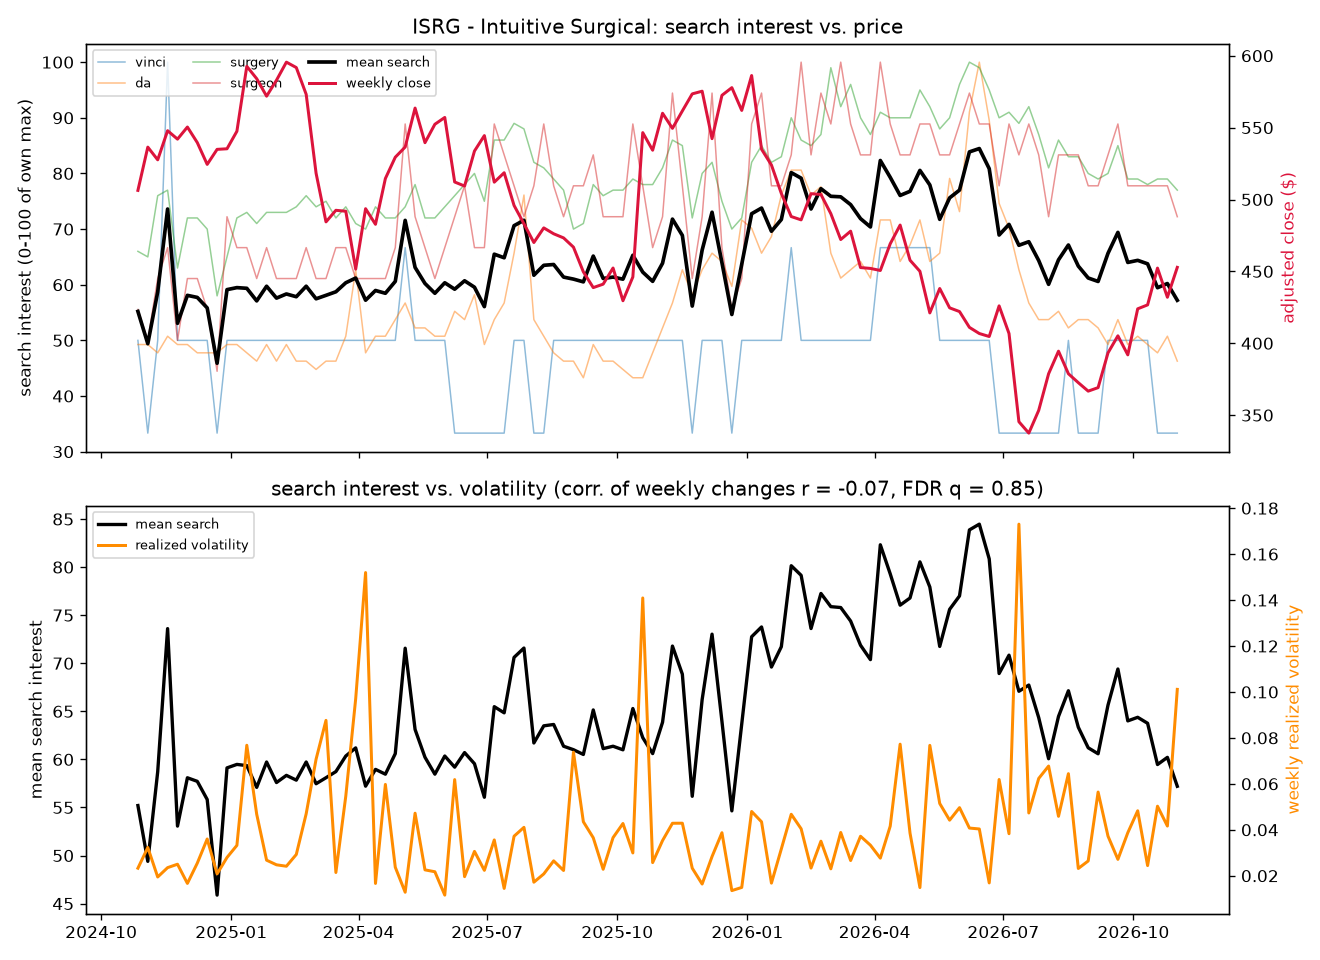 ISRG - Intuitive Surgical: search interest vs. price
vinci
da
surgery
surgeon
mean search
weekly close
search interest (0-100 of own max)
100
90
80
70
60
50
40
30
adjusted close ($)
600
550
500
450
400
350
search interest vs. volatility (corr. of weekly changes r = -0.07, FDR q = 0.85)
mean search
realized volatility
mean search interest
85
80
75
70
65
60
55
50
45
weekly realized volatility
0.18
0.16
0.14
0.12
0.10
0.08
0.06
0.04
0.02
2024-10
2025-01
2025-04
2025-07
2025-10
2026-01
2026-04
2026-07
2026-10